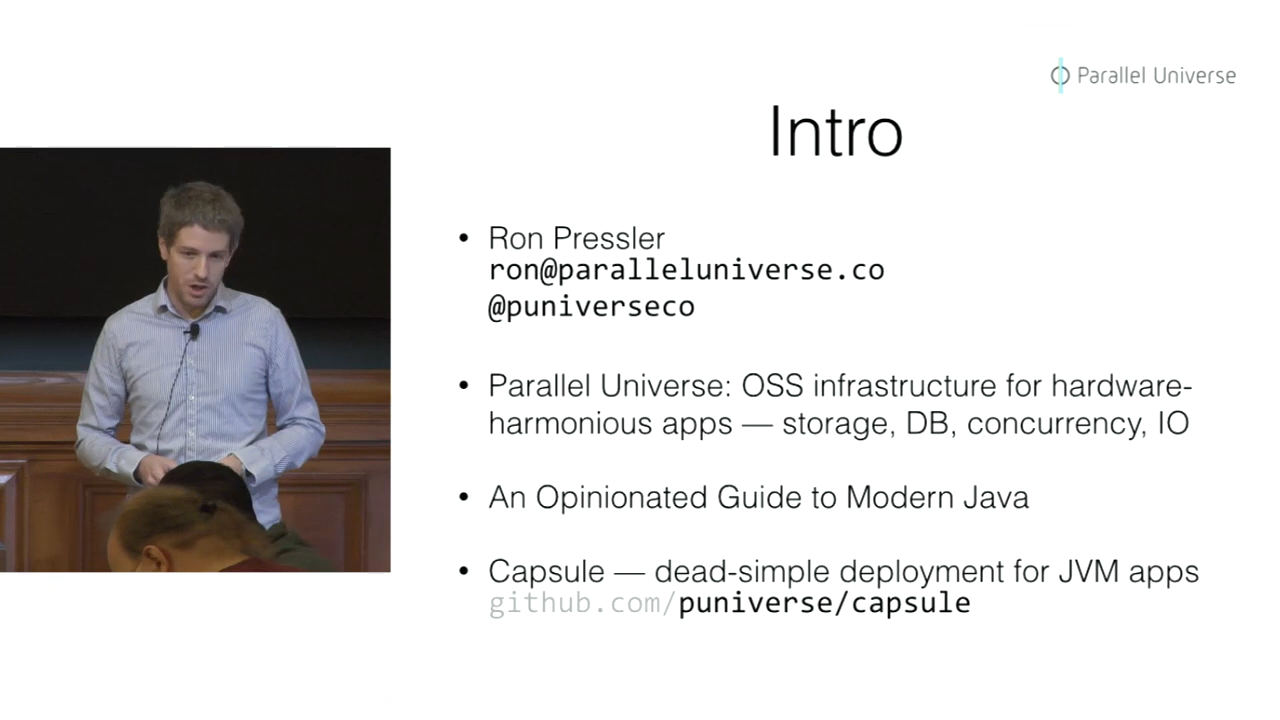 Parallel Universe
Intro
• Ron Pressler
ron@paralleluniverse.co
@puniverseco
• Parallel Universe: OSS infrastructure for hardware-
harmonious apps — storage, DB, concurrency, IO
• An Opinionated Guide to Modern Java
• Capsule — dead-simple deployment for JVM apps
github.com/puniverse/capsule